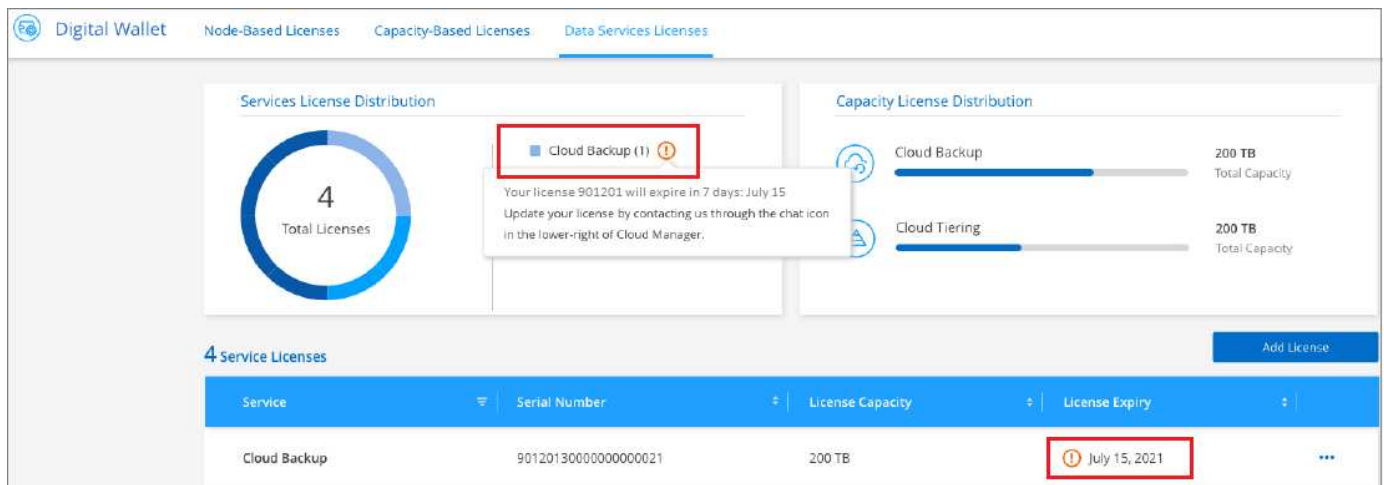 Digital Wallet
Node-Based Licenses
Capacity-Based Licenses
Data Services Licenses
Services License Distribution
4
Total Licenses
Cloud Backup (1)
Your license 901201 will expire in 7 days: July 15
Update your license by contacting us through the chat icon
in the lower-right of Cloud Manager.
Capacity License Distribution
Cloud Backup
200 TB
Total Capacity
Cloud Tiering
200 TB
Total Capacity
4 Service Licenses
Add License
Service
Serial Number
License Capacity
License Expiry
Cloud Backup
90120130000000000021
200 TB
July 15, 2021